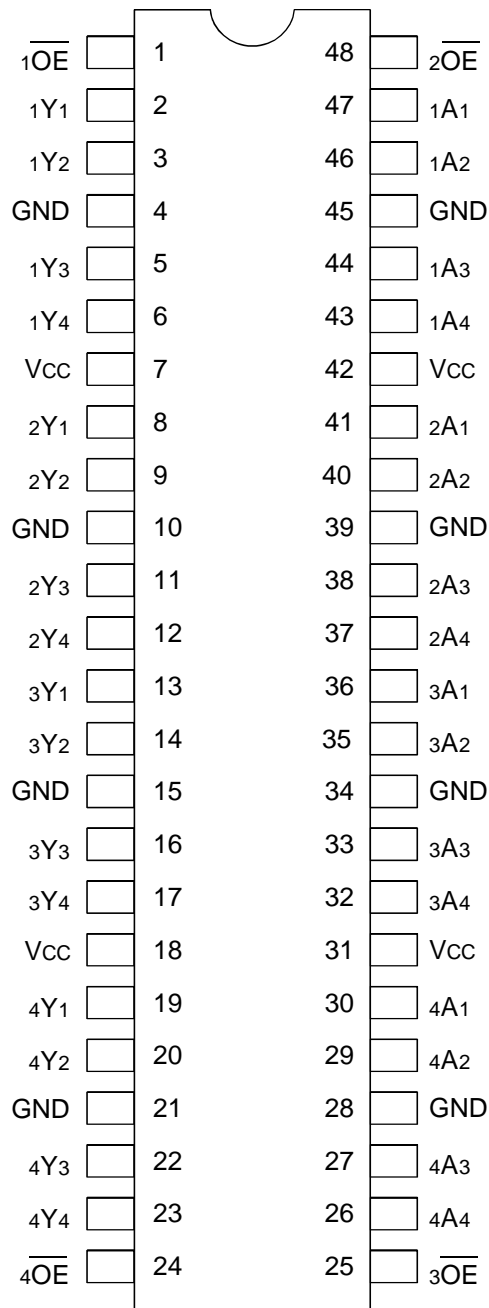 1O̅E̅ 1 48 2O̅E̅
1Y1 2 47 1A1
1Y2 3 46 1A2
GND 4 45 GND
1Y3 5 44 1A3
1Y4 6 43 1A4
VCC 7 42 VCC
2Y1 8 41 2A1
2Y2 9 40 2A2
GND 10 39 GND
2Y3 11 38 2A3
2Y4 12 37 2A4
3Y1 13 36 3A1
3Y2 14 35 3A2
GND 15 34 GND
3Y3 16 33 3A3
3Y4 17 32 3A4
VCC 18 31 VCC
4Y1 19 30 4A1
4Y2 20 29 4A2
GND 21 28 GND
4Y3 22 27 4A3
4Y4 23 26 4A4
4O̅E̅ 24 25 3O̅E̅